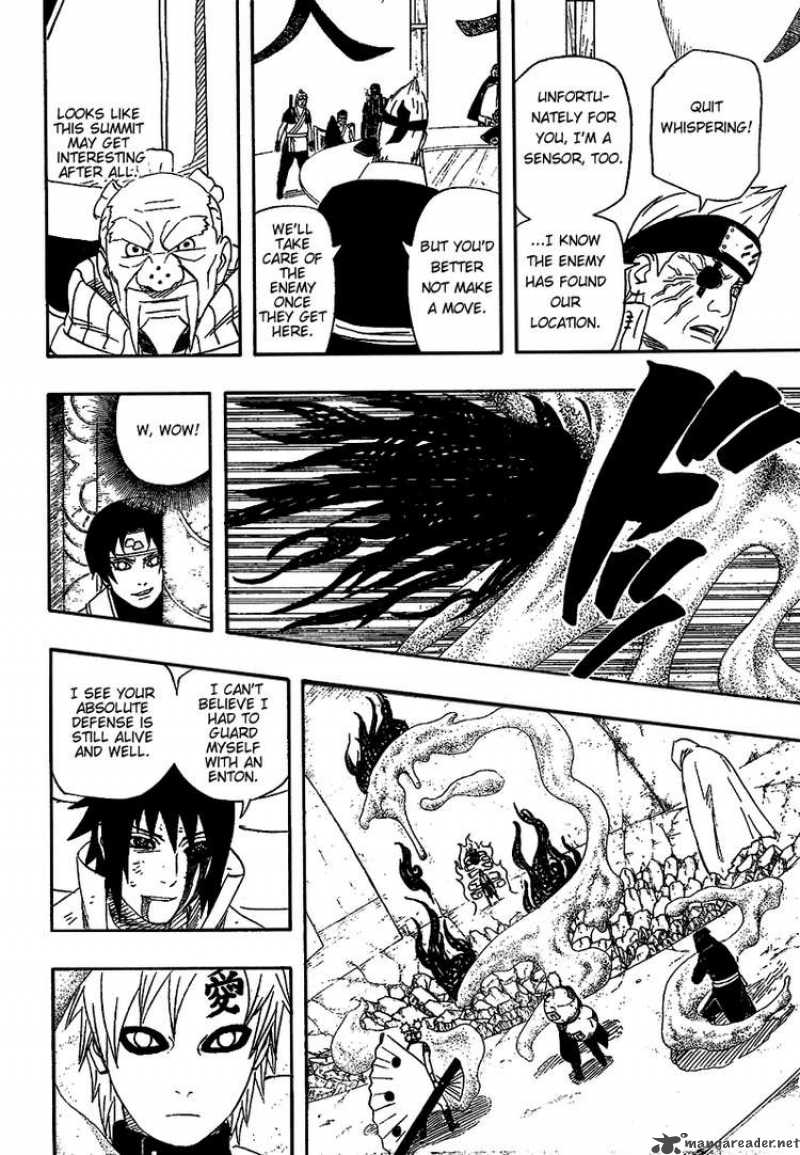 QUIT
WHISPERING!
UNFORTU-
NATELY FOR
YOU, I'M A
SENSOR, TOO.
...I KNOW
THE ENEMY
HAS FOUND
OUR
LOCATION.
BUT YOU'D
BETTER
NOT MAKE
A MOVE.
WE'LL
TAKE
CARE OF
THE
ENEMY
ONCE
THEY GET
HERE.
LOOKS LIKE
THIS SUMMIT
MAY GET
INTERESTING
AFTER ALL!
W, WOW!
I CAN'T
BELIEVE I
HAD TO
GUARD
MYSELF
WITH AN
ENTON.
I SEE YOUR
ABSOLUTE
DEFENSE IS
STILL ALIVE
AND WELL.
愛
mangareader.net